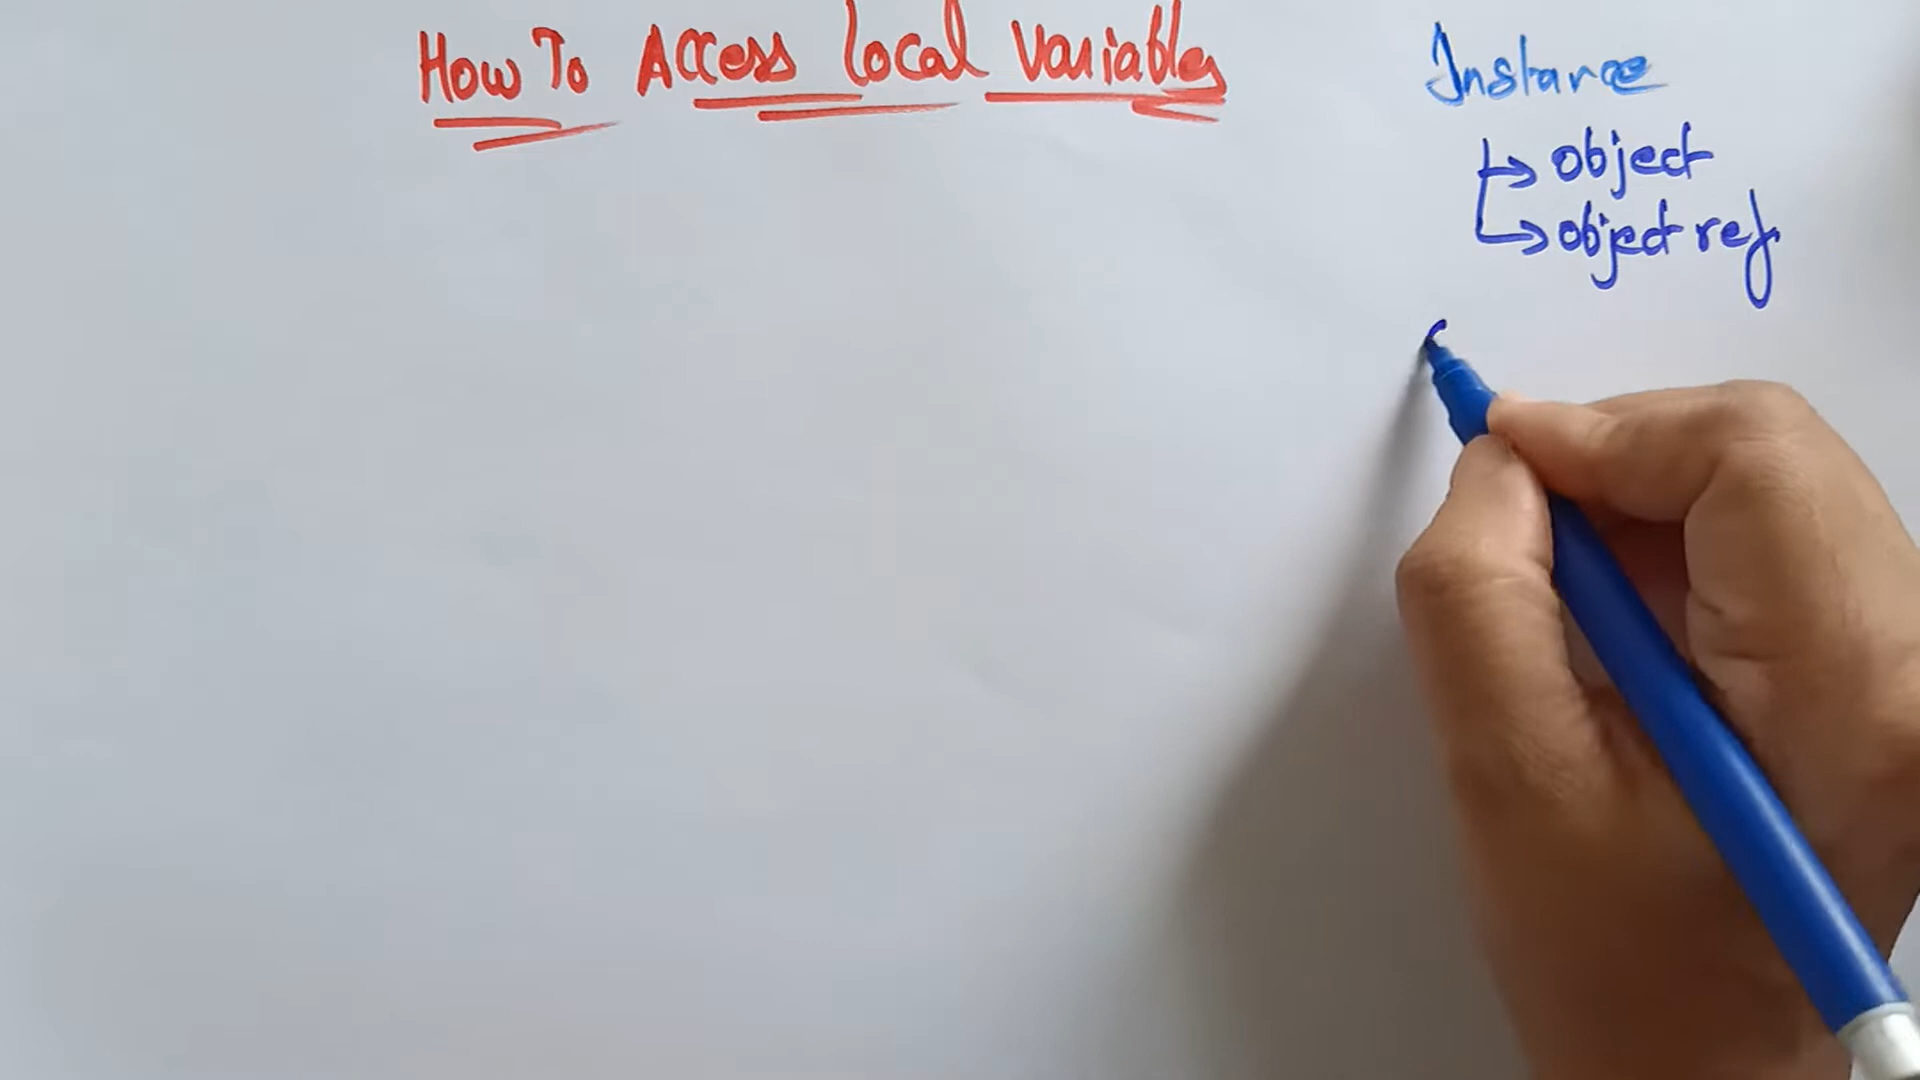 How To Access local variables
Instance
→ object
→ object ref